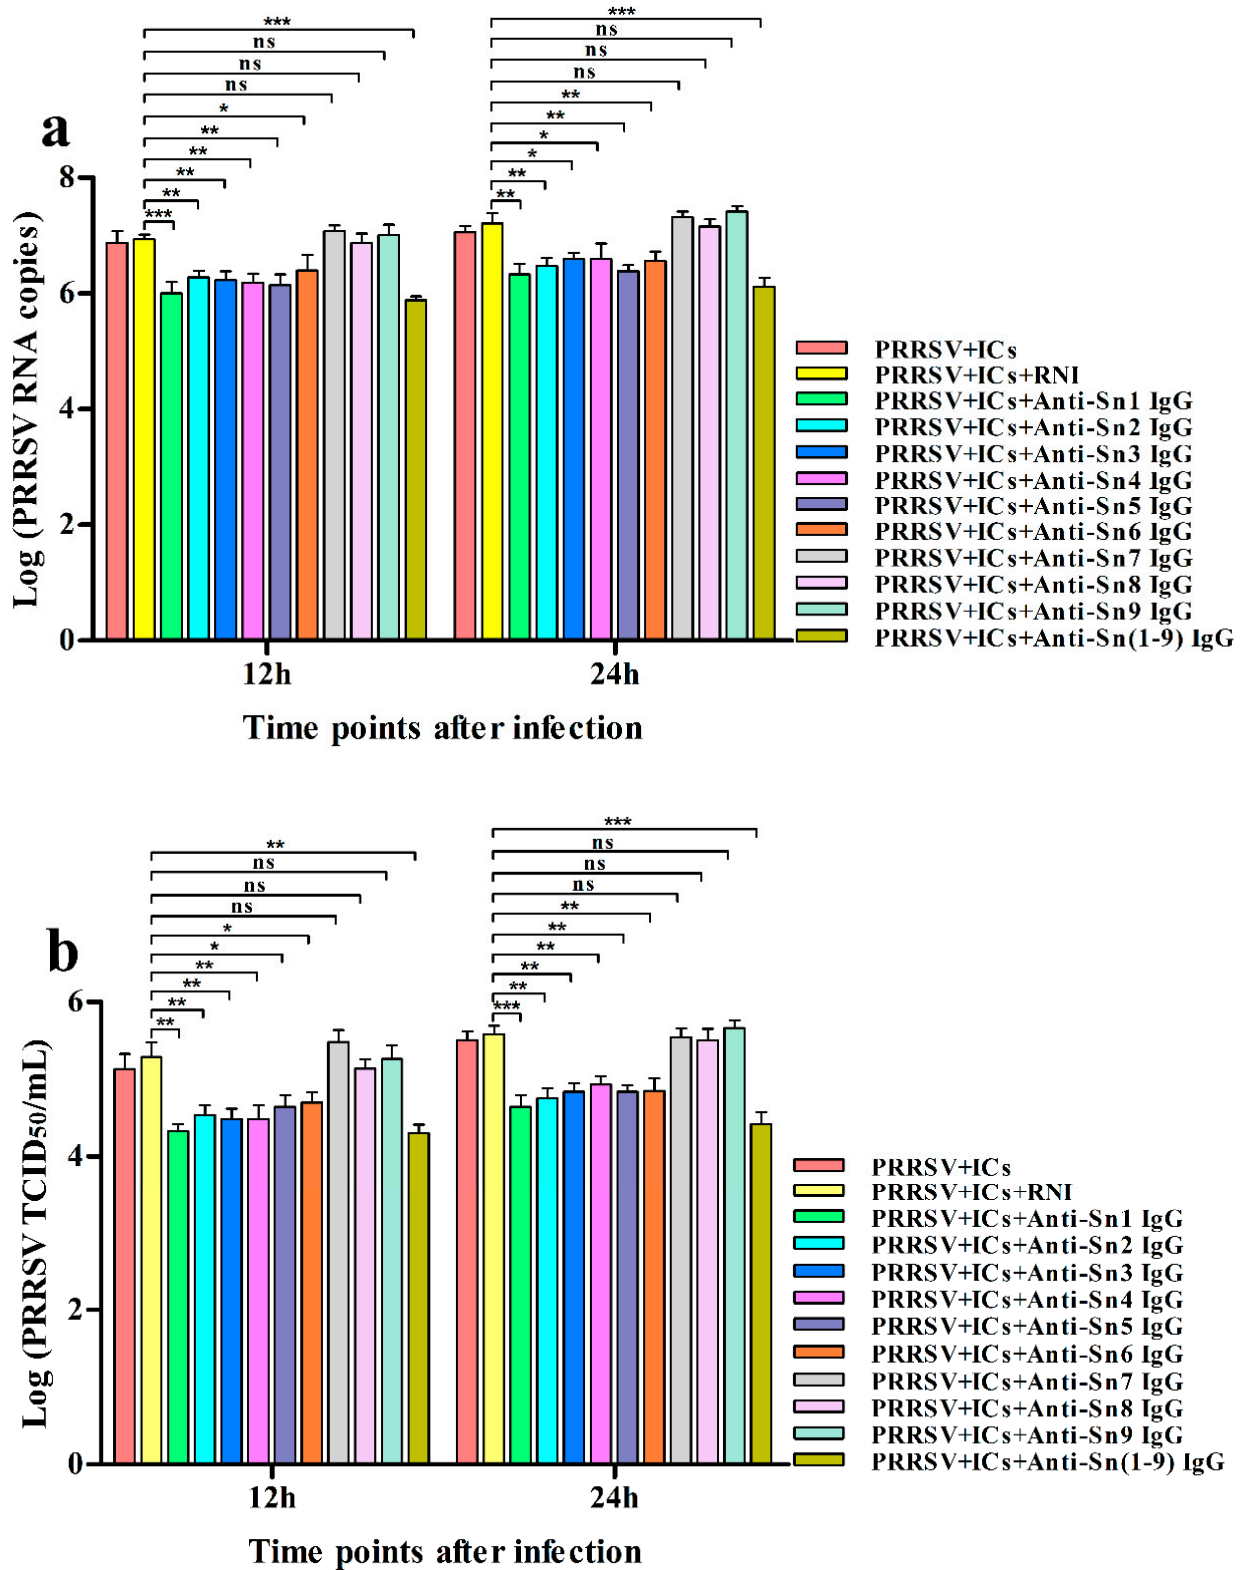 ***
ns
ns
ns
*
**
**
**
**
***
***
ns
ns
ns
**
**
*
*
**
**
a
8
6
4
2
0
Log (PRRSV RNA copies)
12h
24h
Time points after infection
PRRSV+ICs
PRRSV+ICs+RNI
PRRSV+ICs+Anti-Sn1 IgG
PRRSV+ICs+Anti-Sn2 IgG
PRRSV+ICs+Anti-Sn3 IgG
PRRSV+ICs+Anti-Sn4 IgG
PRRSV+ICs+Anti-Sn5 IgG
PRRSV+ICs+Anti-Sn6 IgG
PRRSV+ICs+Anti-Sn7 IgG
PRRSV+ICs+Anti-Sn8 IgG
PRRSV+ICs+Anti-Sn9 IgG
PRRSV+ICs+Anti-Sn(1-9) IgG
**
ns
ns
ns
*
*
**
**
**
**
***
ns
ns
ns
**
**
**
**
**
***
b
6
4
2
0
Log (PRRSV TCID50/mL)
12h
24h
Time points after infection
PRRSV+ICs
PRRSV+ICs+RNI
PRRSV+ICs+Anti-Sn1 IgG
PRRSV+ICs+Anti-Sn2 IgG
PRRSV+ICs+Anti-Sn3 IgG
PRRSV+ICs+Anti-Sn4 IgG
PRRSV+ICs+Anti-Sn5 IgG
PRRSV+ICs+Anti-Sn6 IgG
PRRSV+ICs+Anti-Sn7 IgG
PRRSV+ICs+Anti-Sn8 IgG
PRRSV+ICs+Anti-Sn9 IgG
PRRSV+ICs+Anti-Sn(1-9) IgG